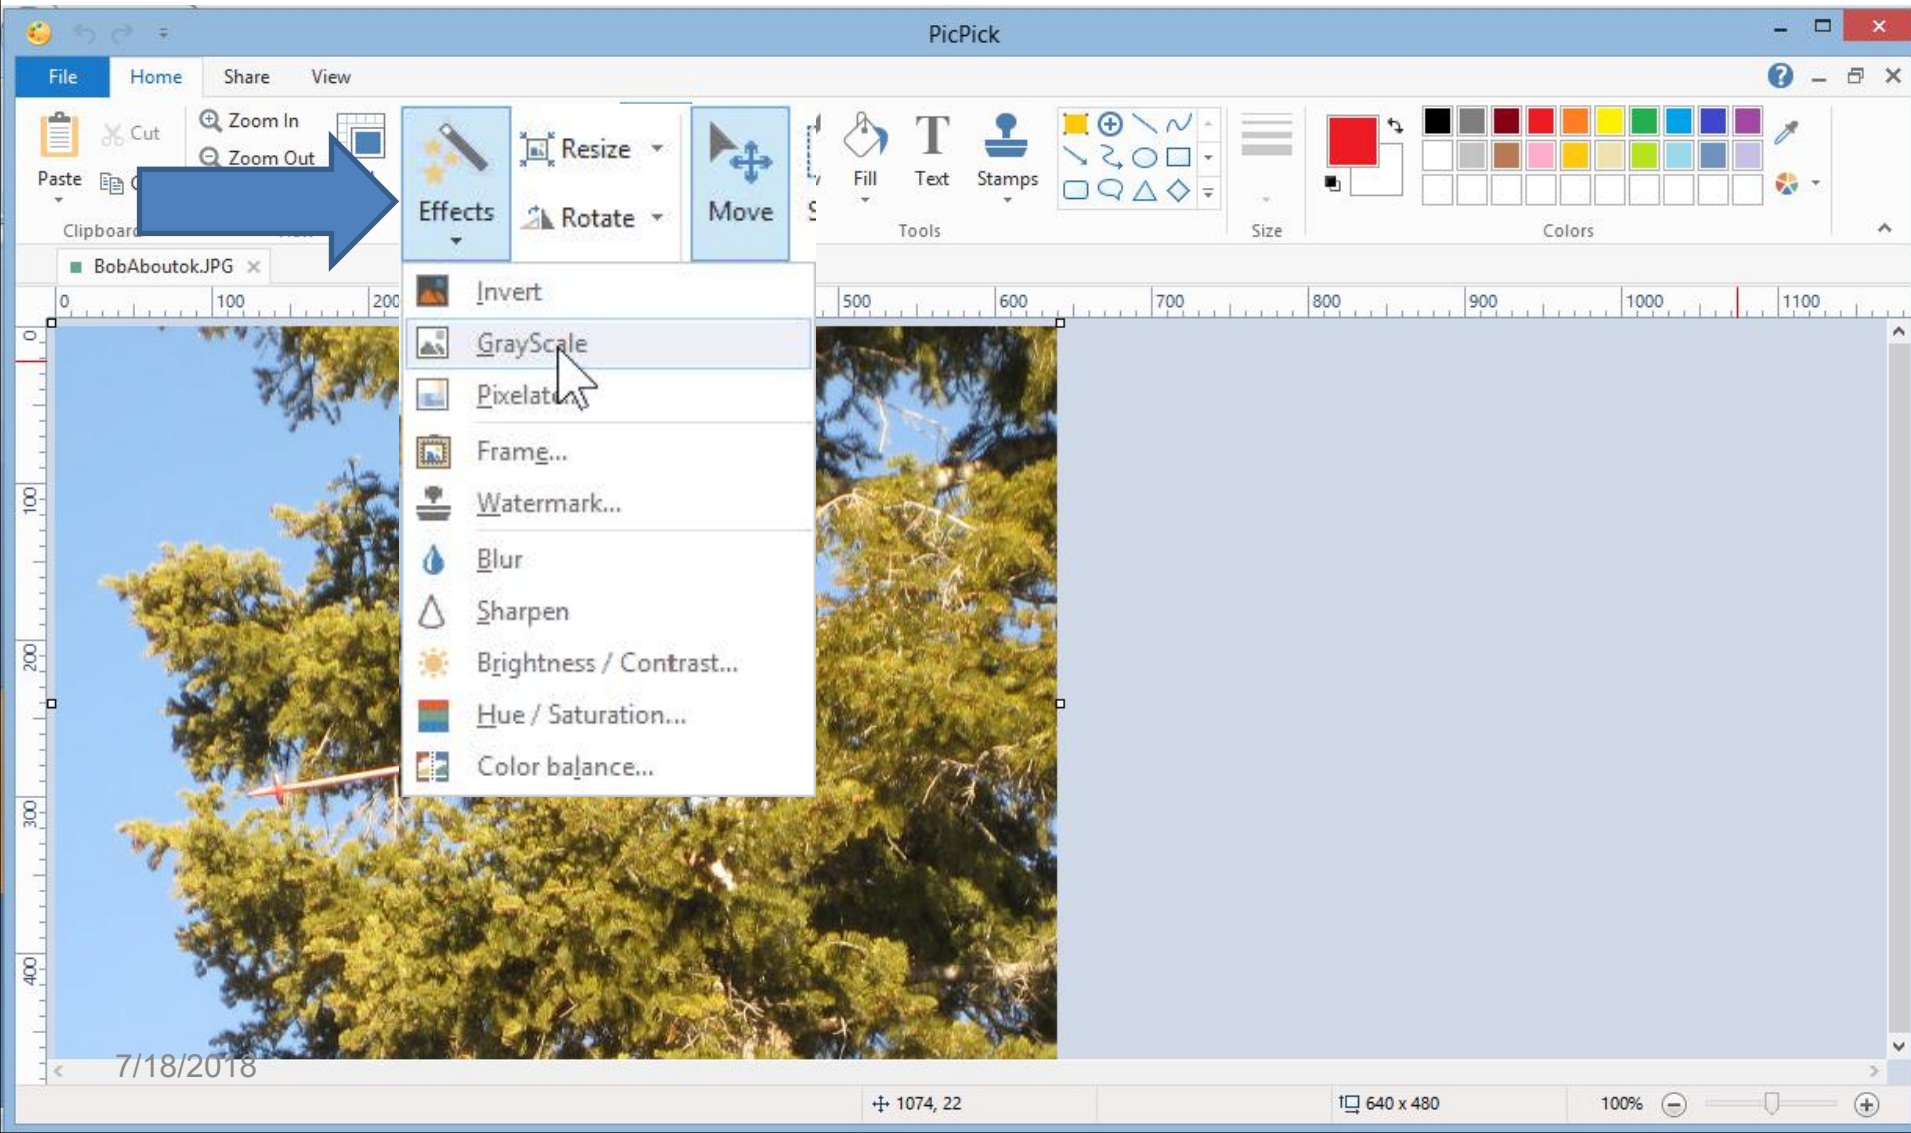 PicPick
File Home Share View
Paste
Cut
Zoom In
Zoom Out
Clipboard
Effects
Resize
Rotate
Move
Fill
Text
Stamps
Tools
Size
Colors
BobAboutok.JPG
0 100 200 500 600 700 800 900 1000 1100
0
100
200
300
400
Invert
GrayScale
Frame...
Watermark...
Blur
Sharpen
Brightness / Contrast...
Hue / Saturation...
Color balance...
7/18/2018
1074, 22
640 x 480
100%